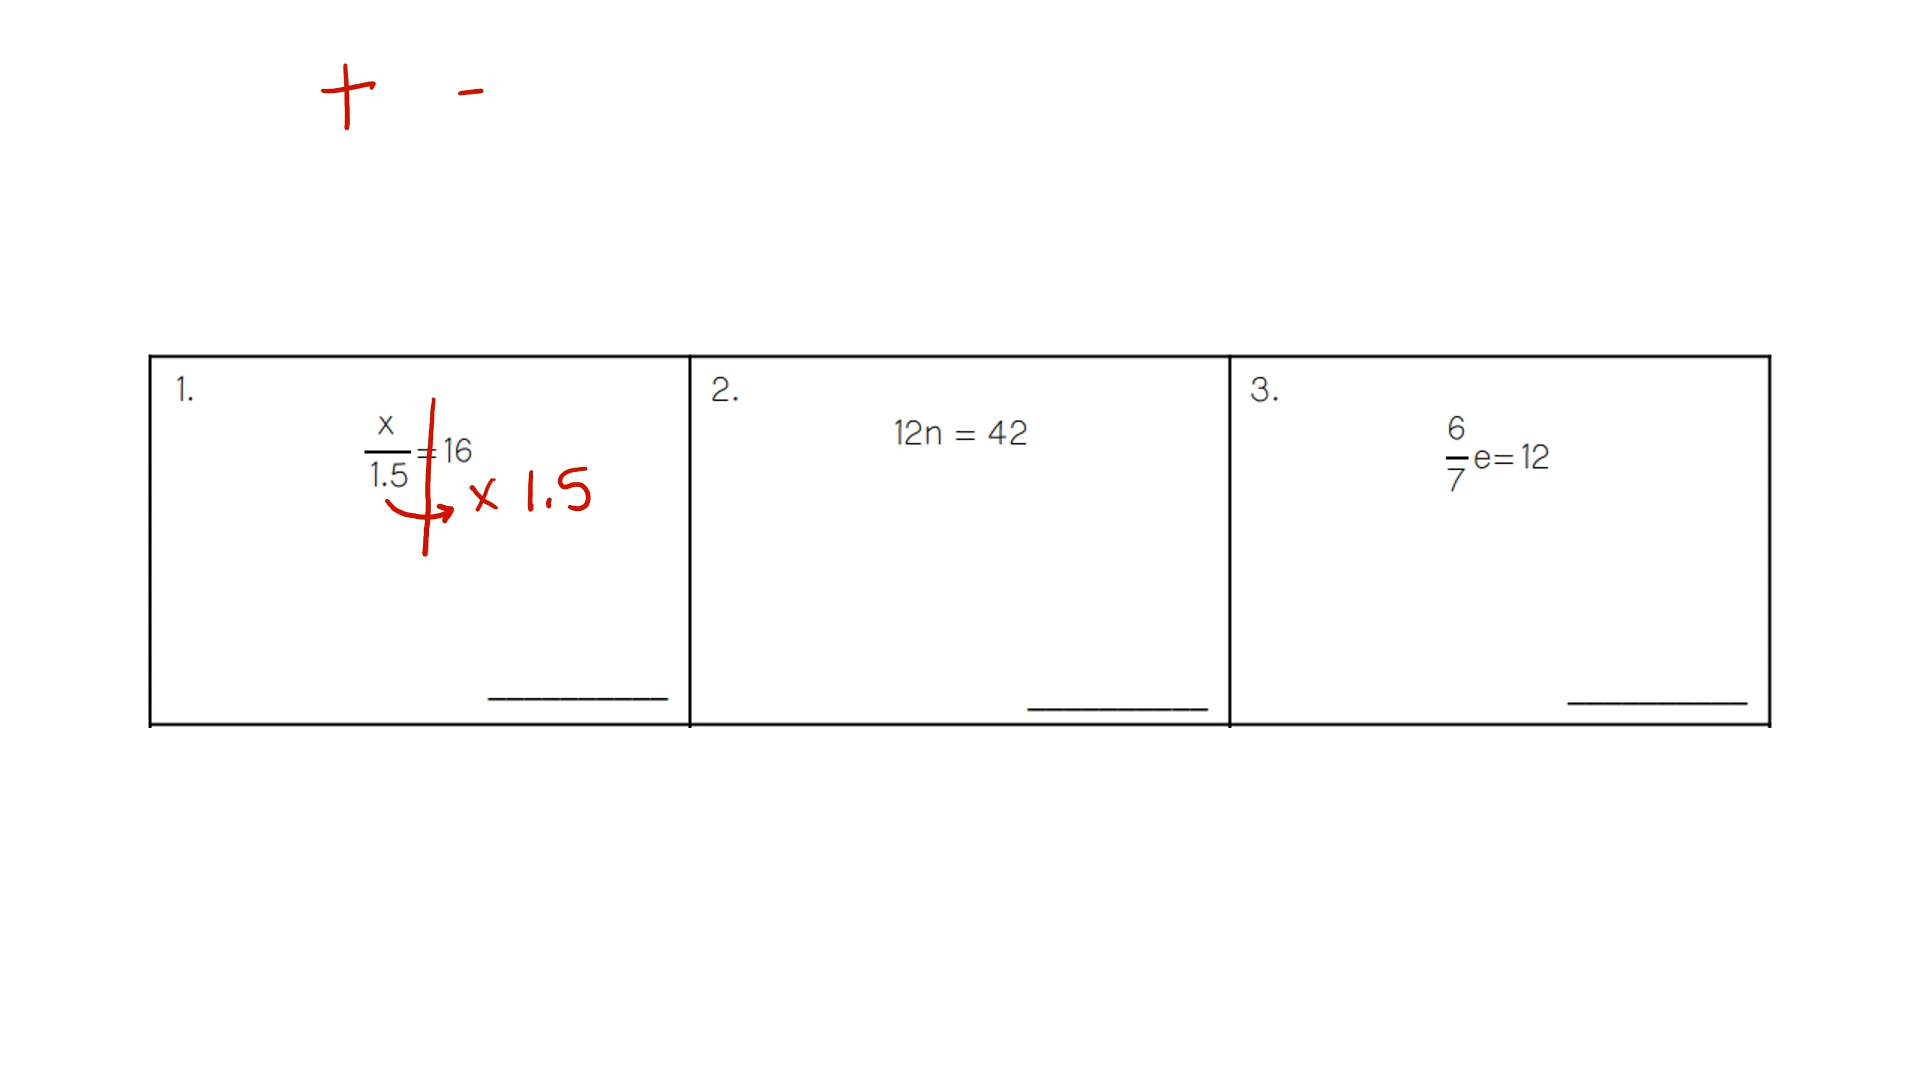 + -
1.
x/1.5 = 16
x 1.5
2.
12n = 42
3.
6/7 e = 12